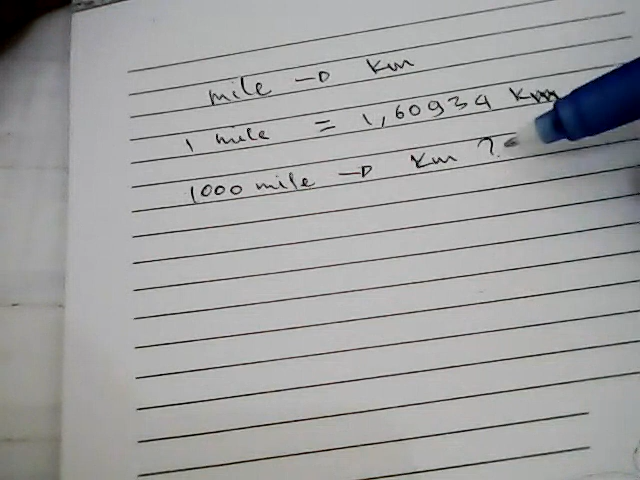 mile → km
1 mile = 1,60934 km
1000 mile → km ?